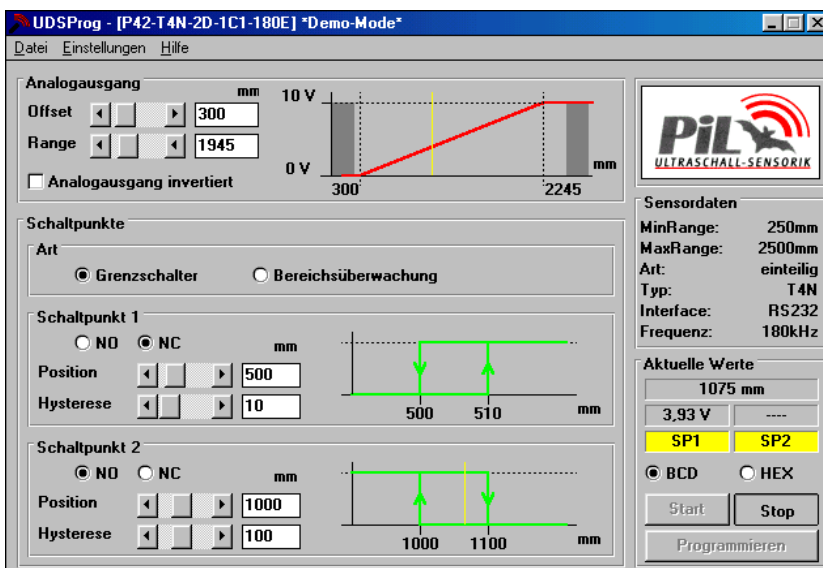 UDSProg - [P42-T4N-2D-1C1-180E] *Demo-Mode*
Datei Einstellungen Hilfe
Analogausgang
mm
Offset 300
Range 1945
Analogausgang invertiert
10 V
0 V
mm
300 2245
Schaltpunkte
Art
Grenzschalter Bereichsüberwachung
Schaltpunkt 1
NO NC mm
Position 500
Hysterese 10
500 510 mm
Schaltpunkt 2
NO NC mm
Position 1000
Hysterese 100
1000 1100 mm
PiL
ULTRASCHALL-SENSORIK
Sensordaten
MinRange: 250mm
MaxRange: 2500mm
Art: einteilig
Typ: T4N
Interface: RS232
Frequenz: 180kHz
Aktuelle Werte
1075 mm
3,93 V ----
SP1 SP2
BCD HEX
Start Stop
Programmieren